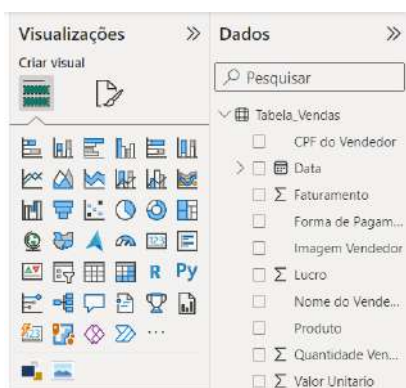 Visualizações »
Criar visual
123
R Py
...
Dados »
Pesquisar
Tabela_Vendas
CPF do Vendedor
Data
Σ Faturamento
Forma de Pagam...
Imagem Vendedor
Σ Lucro
Nome do Vende...
Produto
Σ Quantidade Ven...
Σ Valor Unitario